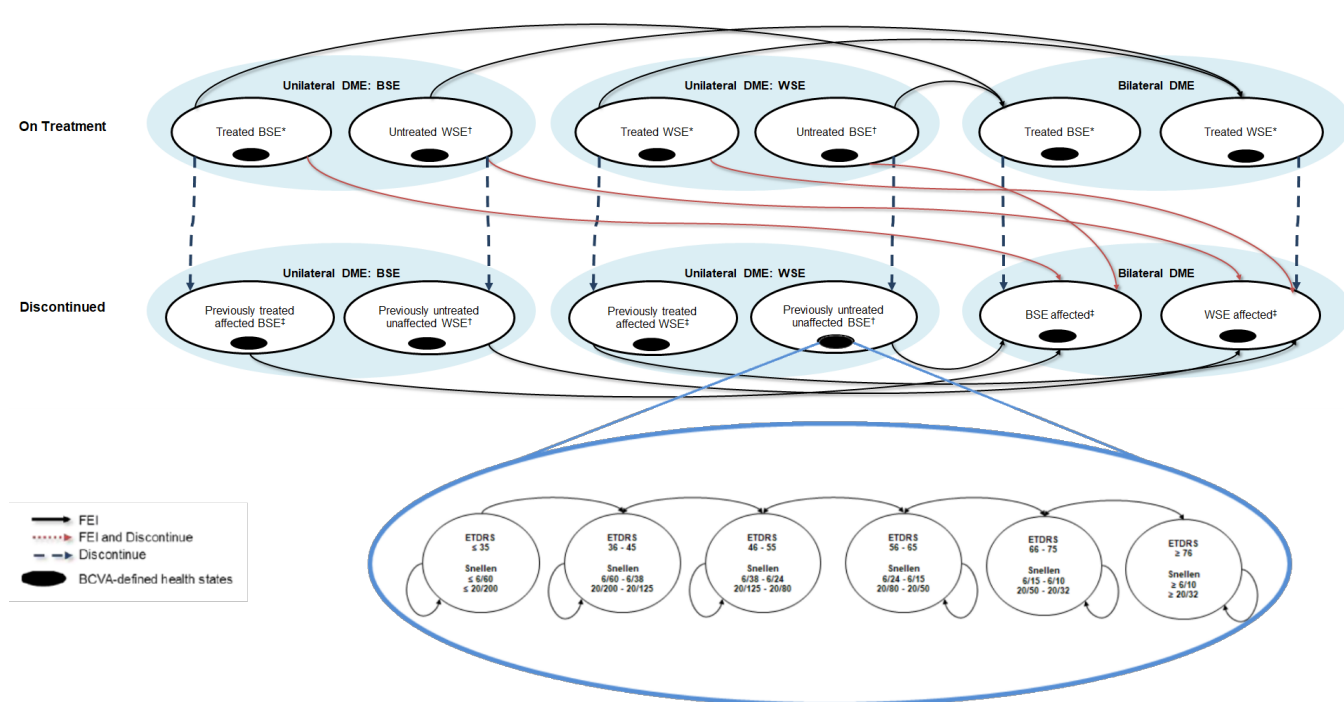 Unilateral DME: BSE
Unilateral DME: WSE
Bilateral DME
On Treatment
Treated BSE*
Untreated WSE†
Treated WSE*
Untreated BSE†
Treated BSE*
Treated WSE*
Unilateral DME: BSE
Unilateral DME: WSE
Bilateral DME
Discontinued
Previously treated
affected BSE‡
Previously untreated
unaffected WSE†
Previously treated
affected WSE‡
Previously untreated
unaffected BSE†
BSE affected‡
WSE affected‡
FEI
FEI and Discontinue
Discontinue
BCVA-defined health states
ETDRS
≤ 35
Snellen
≤ 6/60
≤ 20/200
ETDRS
36 - 45
Snellen
6/60 - 6/38
20/200 - 20/125
ETDRS
46 - 55
Snellen
6/38 - 6/24
20/125 - 20/80
ETDRS
56 - 65
Snellen
6/24 - 6/15
20/80 - 20/50
ETDRS
66 - 75
Snellen
6/15 - 6/10
20/50 - 20/32
ETDRS
≥ 76
Snellen
≥ 6/10
≥ 20/32